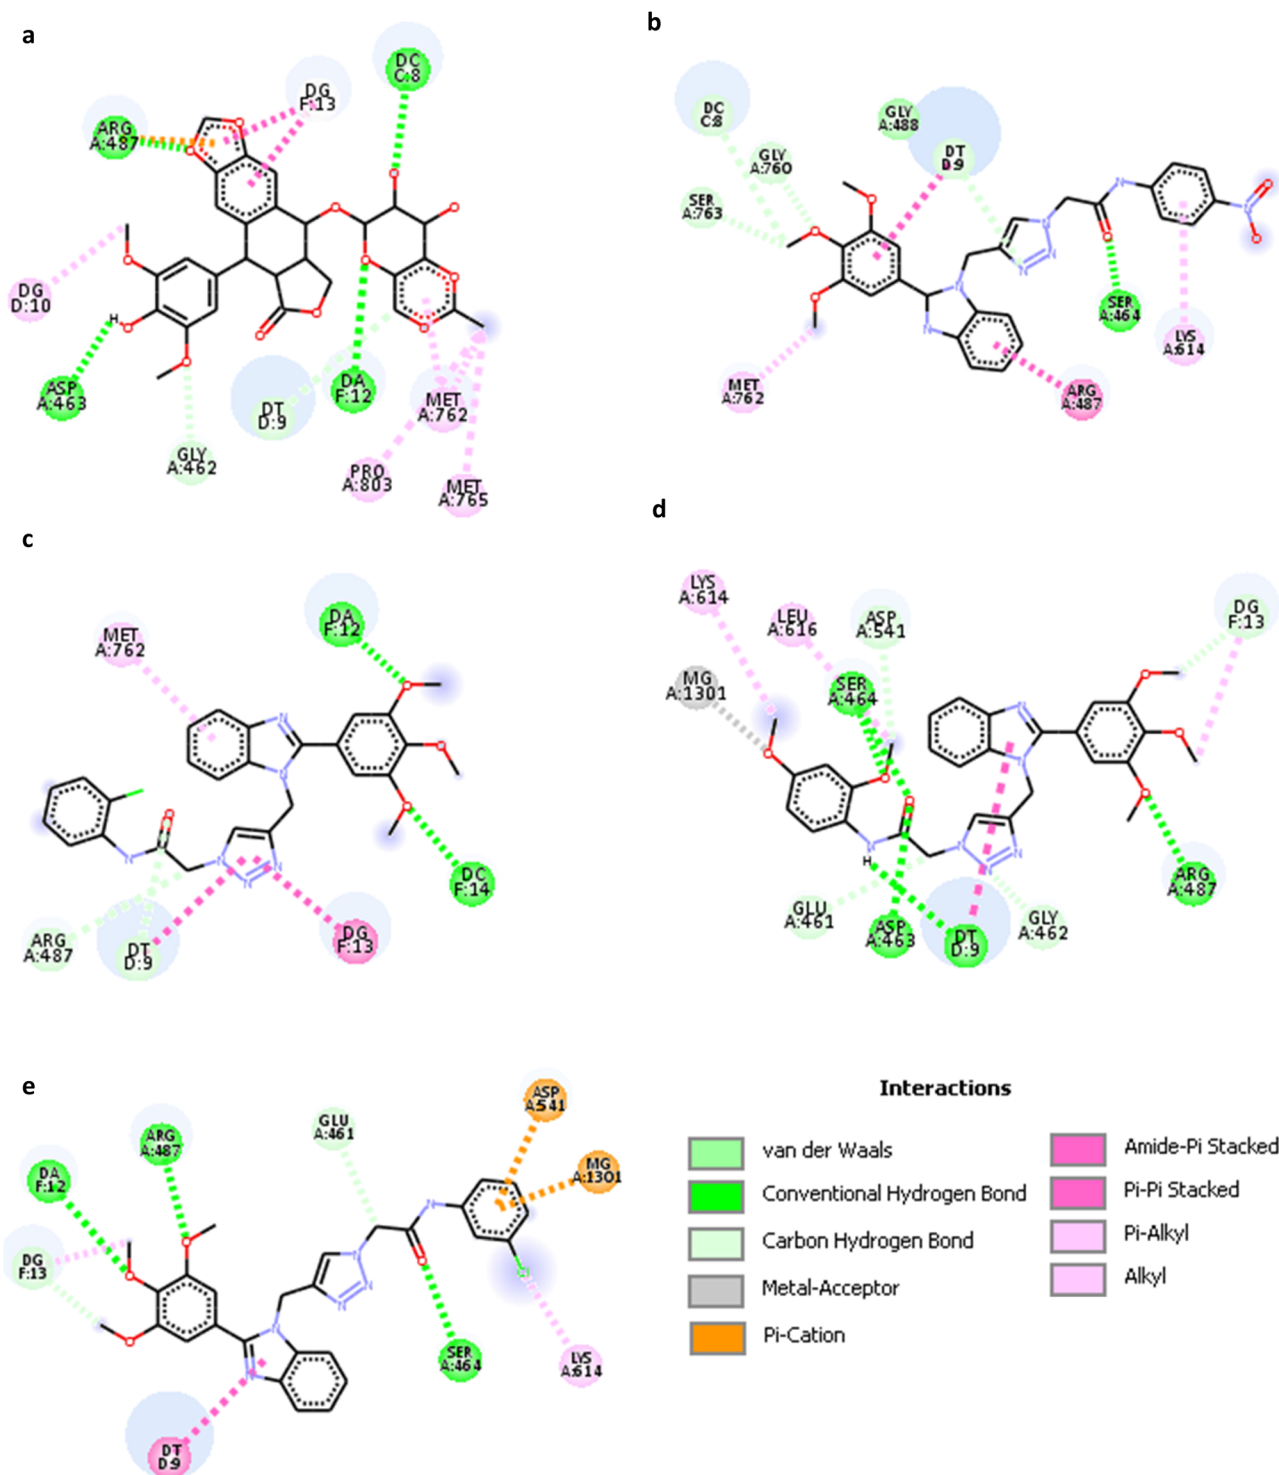 a
DC
C:8
DG
F:13
ARG
A:487
DG
D:10
H
ASP
A:463
GLY
A:462
DT
D:9
DA
F:12
MET
A:762
PRO
A:803
MET
A:765
b
DC
C:8
GLY
A:488
DT
D:9
GLY
A:760
SER
A:763
N
N
N
N
N
O
O
N
N
SER
A:464
LYS
A:614
MET
A:762
ARG
A:487
c
DA
F:12
MET
A:762
N
N
N
N
N
N
DC
F:14
ARG
A:487
DT
D:9
DG
F:13
d
LYS
A:614
LEU
A:616
ASP
A:541
DG
F:13
MG
A:1301
SER
A:464
N
N
N
H
N
N
N
ARG
A:487
GLU
A:461
ASP
A:463
DT
D:9
GLY
A:462
e
ASP
A:541
ARG
A:487
GLU
A:461
MG
A:1301
DA
F:12
DG
F:13
N
N
N
N
N
N
SER
A:464
LYS
A:614
DT
D:9
Interactions
van der Waals
Conventional Hydrogen Bond
Carbon Hydrogen Bond
Metal-Acceptor
Pi-Cation
Amide-Pi Stacked
Pi-Pi Stacked
Pi-Alkyl
Alkyl